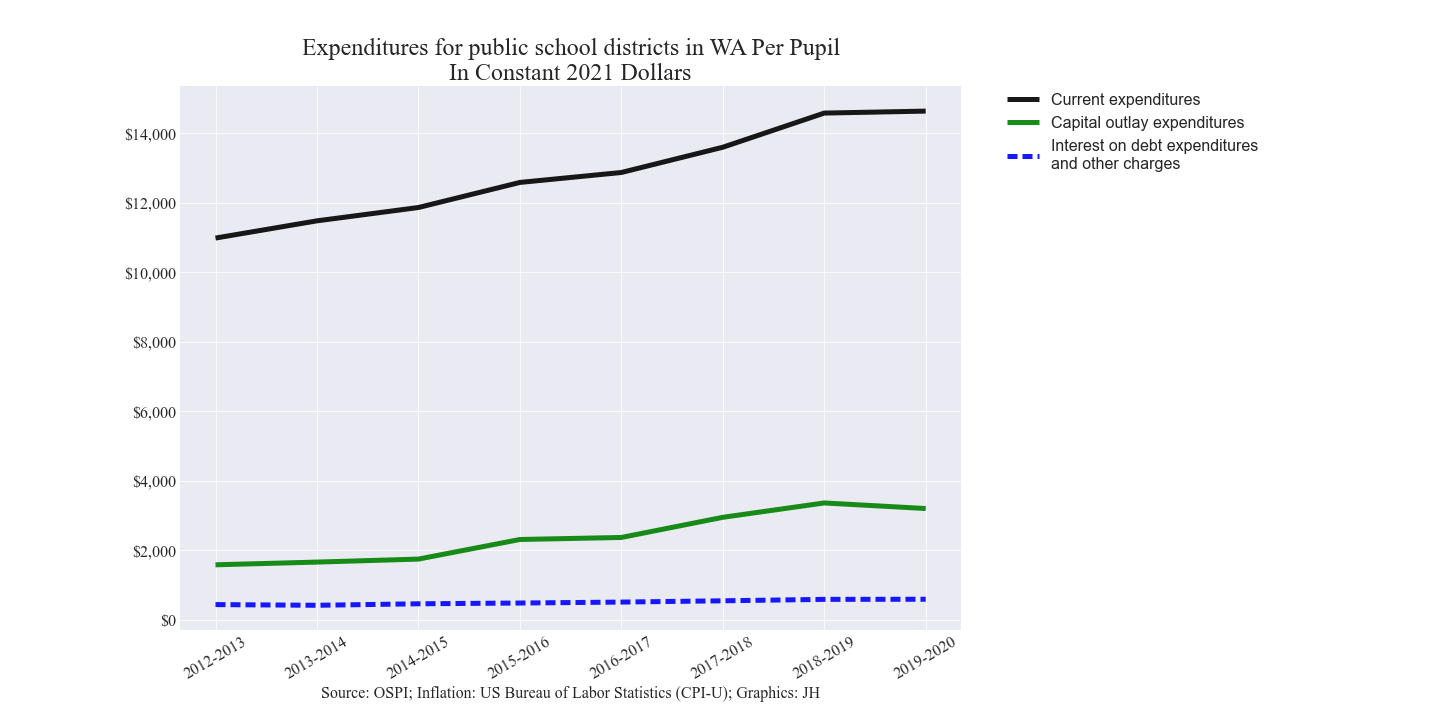 Expenditures for public school districts in WA Per Pupil
In Constant 2021 Dollars
Current expenditures
Capital outlay expenditures
Interest on debt expenditures
and other charges
$14,000
$12,000
$10,000
$8,000
$6,000
$4,000
$2,000
$0
2012-2013
2013-2014
2014-2015
2015-2016
2016-2017
2017-2018
2018-2019
2019-2020
Source: OSPI; Inflation: US Bureau of Labor Statistics (CPI-U); Graphics: JH